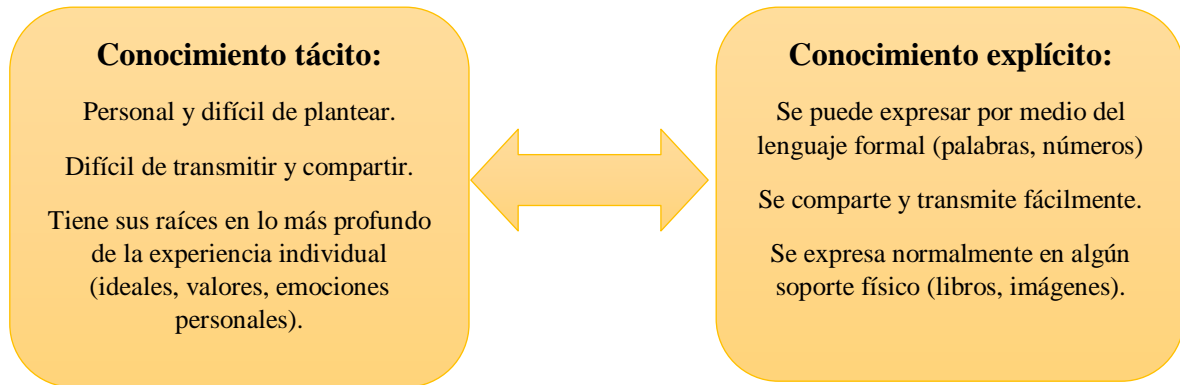 Conocimiento tácito:
Personal y difícil de plantear.
Difícil de transmitir y compartir.
Tiene sus raíces en lo más profundo
de la experiencia individual
(ideales, valores, emociones
personales).
Conocimiento explícito:
Se puede expresar por medio del
lenguaje formal (palabras, números)
Se comparte y transmite fácilmente.
Se expresa normalmente en algún
soporte físico (libros, imágenes).